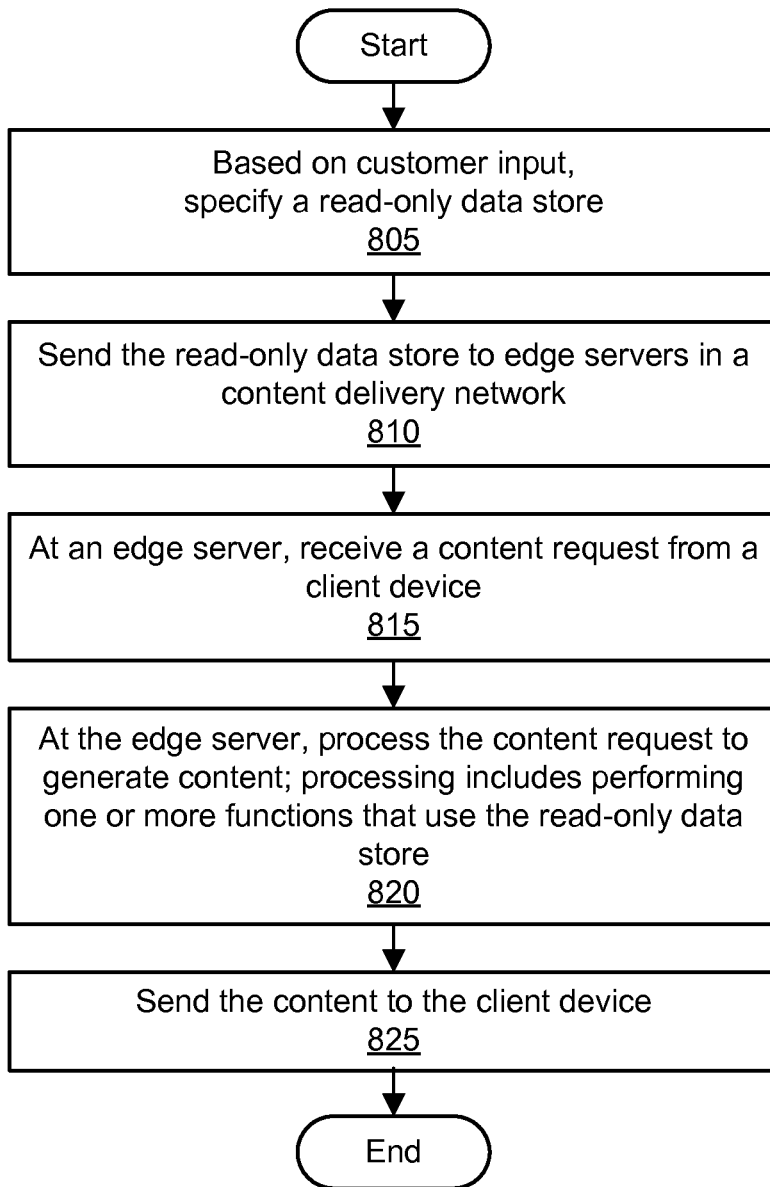 Start
Based on customer input,
specify a read-only data store
805
Send the read-only data store to edge servers in a
content delivery network
810
At an edge server, receive a content request from a
client device
815
At the edge server, process the content request to
generate content; processing includes performing
one or more functions that use the read-only data
store
820
Send the content to the client device
825
End